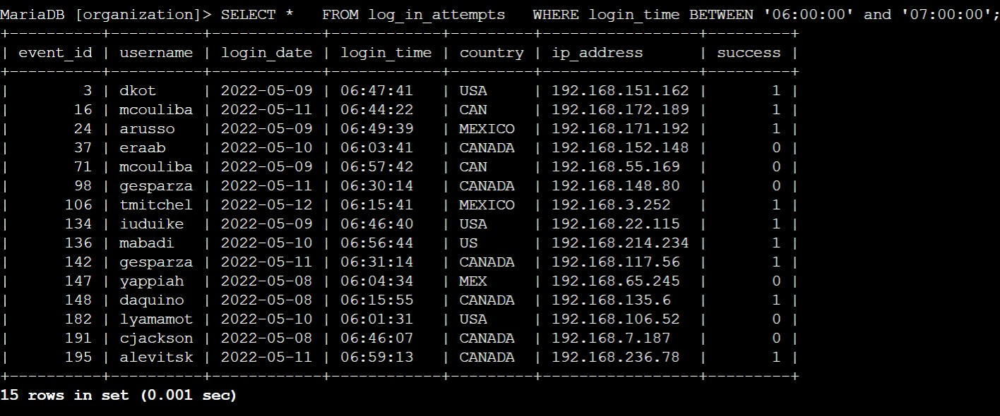 MariaDB [organization]> SELECT *   FROM log_in_attempts   WHERE login_time BETWEEN '06:00:00' and '07:00:00';
+----------+----------+------------+------------+---------+-----------------+---------+
| event_id | username | login_date | login_time | country | ip_address      | success |
+----------+----------+------------+------------+---------+-----------------+---------+
|        3 | dkot     | 2022-05-09 | 06:47:41   | USA     | 192.168.151.162 |       1 |
|       16 | mcouliba | 2022-05-11 | 06:44:22   | CAN     | 192.168.172.189 |       1 |
|       24 | arusso   | 2022-05-09 | 06:49:39   | MEXICO  | 192.168.171.192 |       1 |
|       37 | eraab    | 2022-05-10 | 06:03:41   | CANADA  | 192.168.152.148 |       0 |
|       71 | mcouliba | 2022-05-09 | 06:57:42   | CAN     | 192.168.55.169  |       0 |
|       98 | gesparza | 2022-05-11 | 06:30:14   | CANADA  | 192.168.148.80  |       0 |
|      106 | tmitchel | 2022-05-12 | 06:15:41   | MEXICO  | 192.168.3.252   |       1 |
|      134 | iuduike  | 2022-05-09 | 06:46:40   | USA     | 192.168.22.115  |       1 |
|      136 | mabadi   | 2022-05-10 | 06:56:44   | US      | 192.168.214.234 |       1 |
|      142 | gesparza | 2022-05-11 | 06:31:14   | CANADA  | 192.168.117.56  |       1 |
|      147 | yappiah  | 2022-05-08 | 06:04:34   | MEX     | 192.168.65.245  |       0 |
|      148 | daquino  | 2022-05-08 | 06:15:55   | CANADA  | 192.168.135.6   |       1 |
|      182 | lyamamot | 2022-05-10 | 06:01:31   | USA     | 192.168.106.52  |       0 |
|      191 | cjackson | 2022-05-08 | 06:46:07   | CANADA  | 192.168.7.187   |       0 |
|      195 | alevitsk | 2022-05-11 | 06:59:13   | CANADA  | 192.168.236.78  |       1 |
+----------+----------+------------+------------+---------+-----------------+---------+
15 rows in set (0.001 sec)